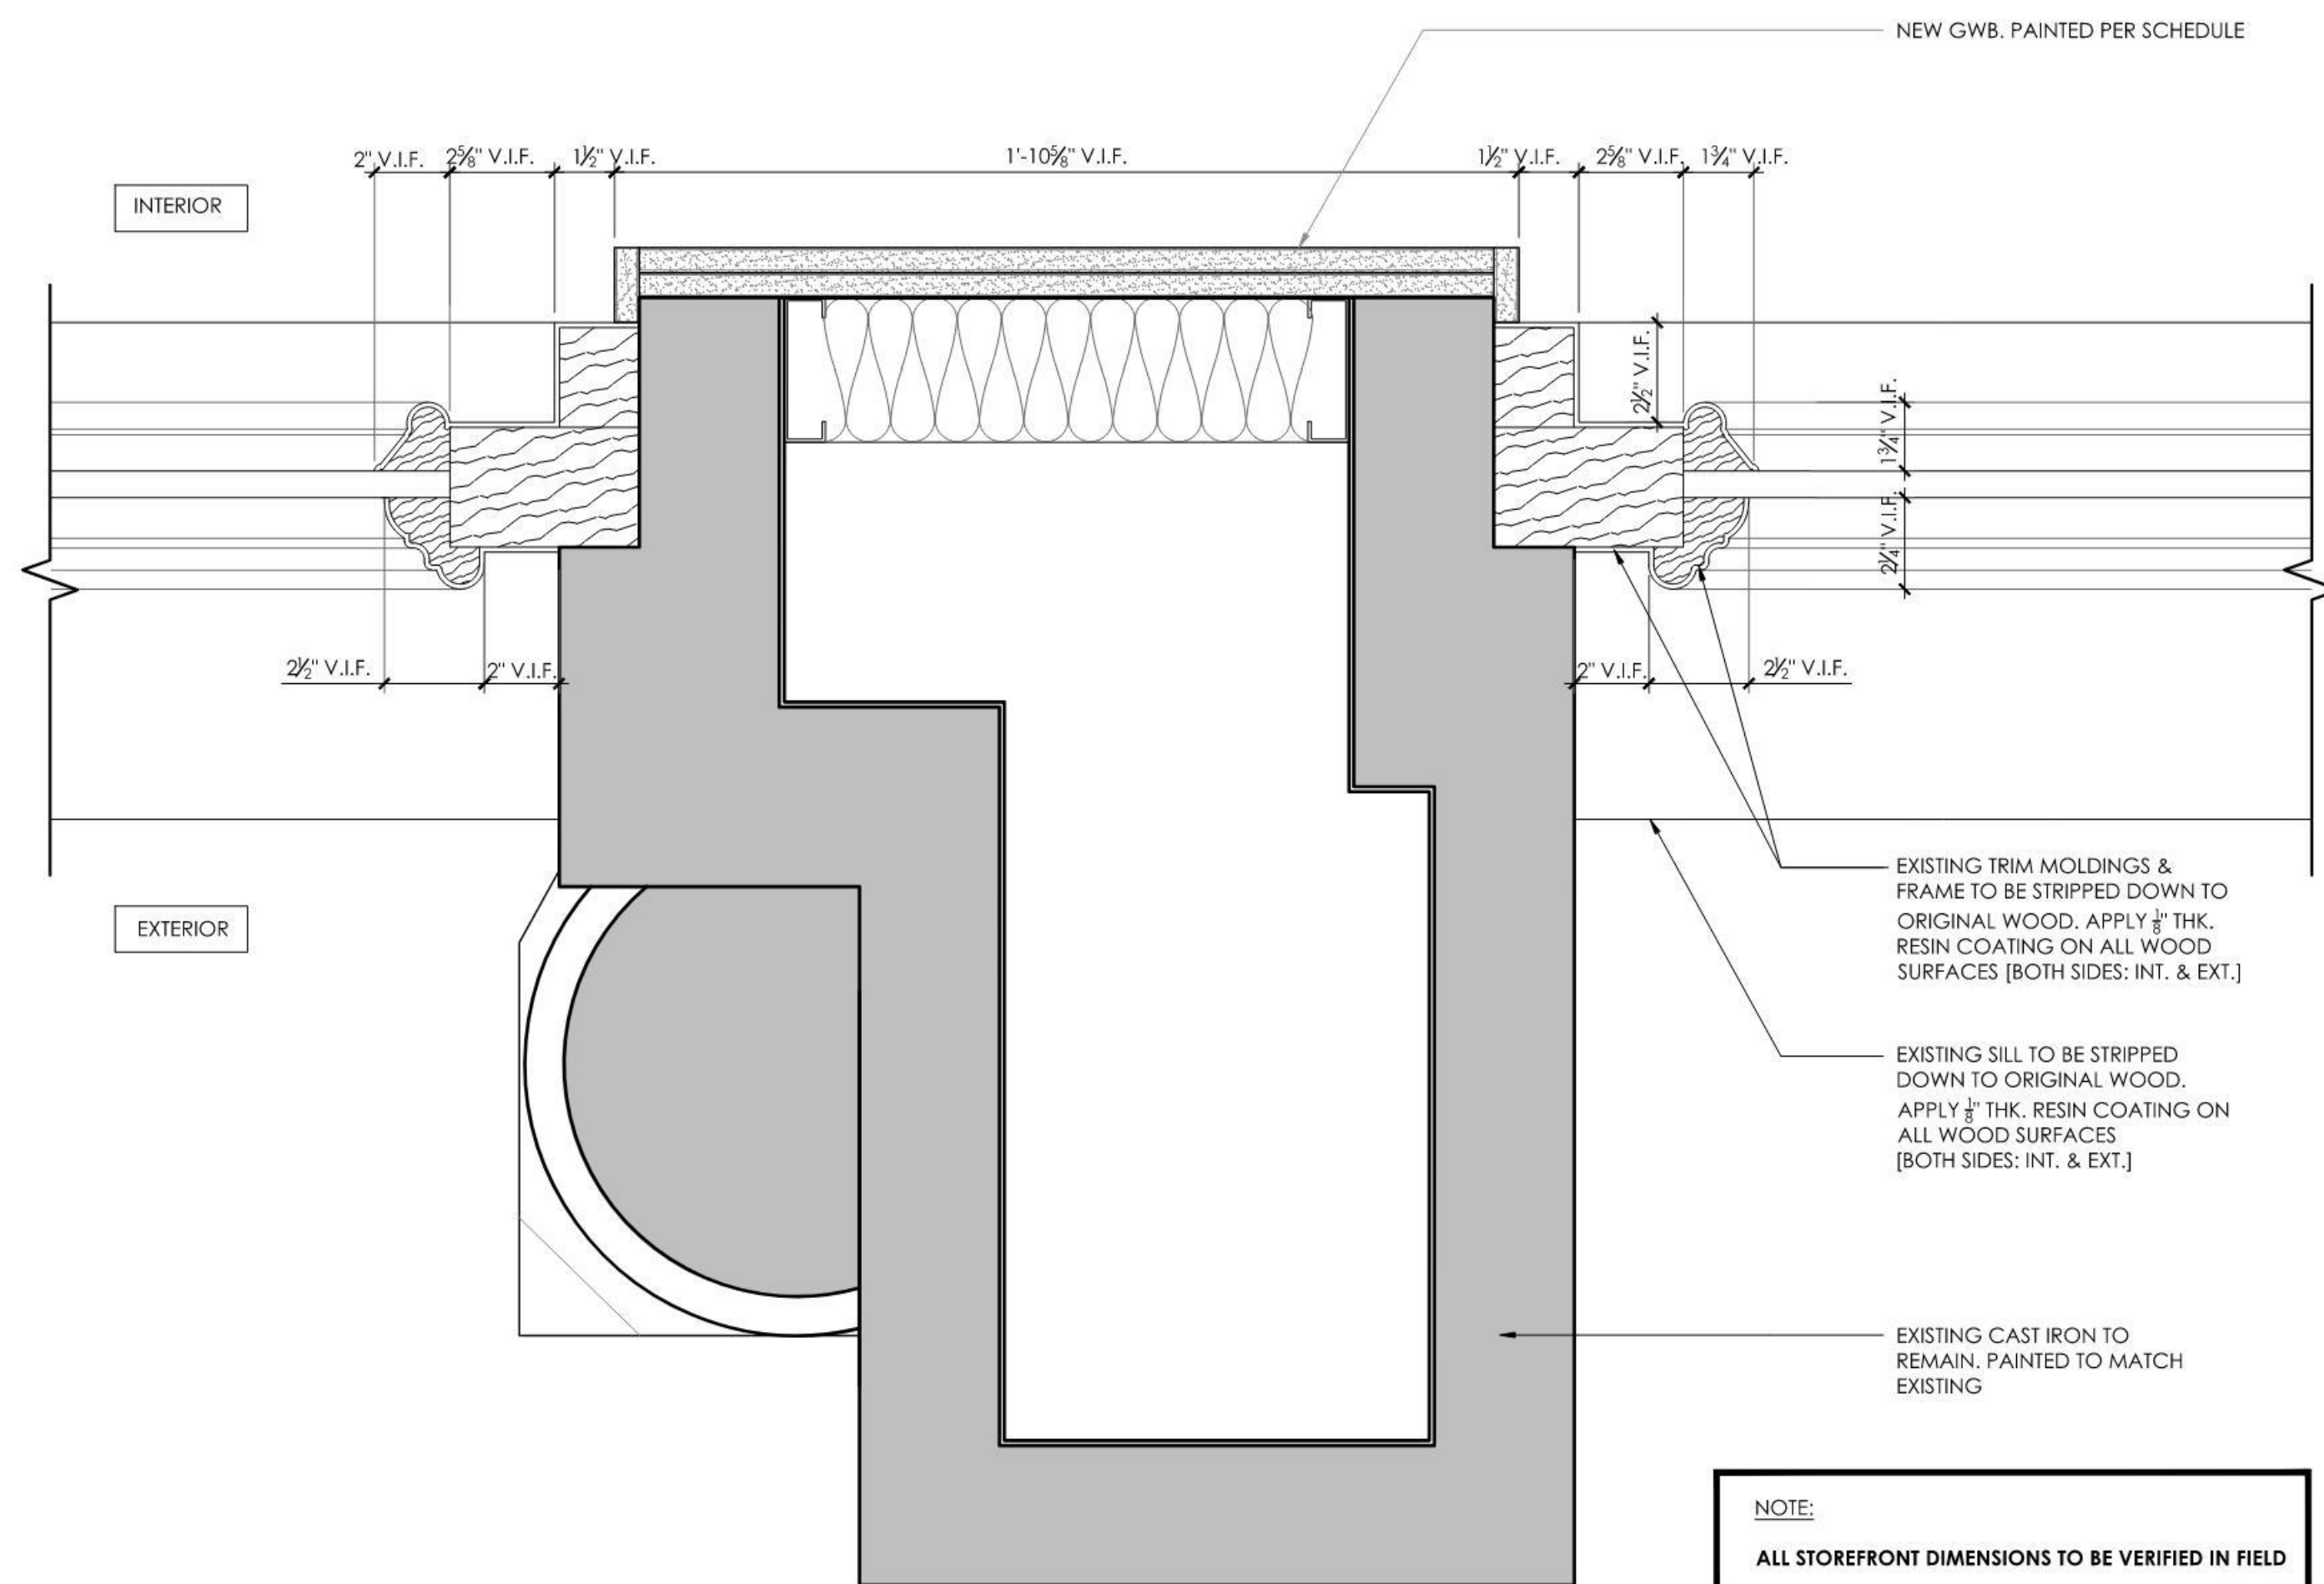 NEW GWB. PAINTED PER SCHEDULE
2" V.I.F.
2⅝" V.I.F.
1½" V.I.F.
1'-10⅝" V.I.F.
1½" V.I.F.
2⅝" V.I.F.
1¾" V.I.F.
INTERIOR
2½" V.I.F.
1¾" V.I.F.
2¼" V.I.F.
2½" V.I.F.
2" V.I.F.
2" V.I.F.
2½" V.I.F.
EXISTING TRIM MOLDINGS &
FRAME TO BE STRIPPED DOWN TO
ORIGINAL WOOD. APPLY ⅛" THK.
RESIN COATING ON ALL WOOD
SURFACES [BOTH SIDES: INT. & EXT.]
EXTERIOR
EXISTING SILL TO BE STRIPPED
DOWN TO ORIGINAL WOOD.
APPLY ⅛" THK. RESIN COATING ON
ALL WOOD SURFACES
[BOTH SIDES: INT. & EXT.]
EXISTING CAST IRON TO
REMAIN. PAINTED TO MATCH
EXISTING
NOTE:
ALL STOREFRONT DIMENSIONS TO BE VERIFIED IN FIELD